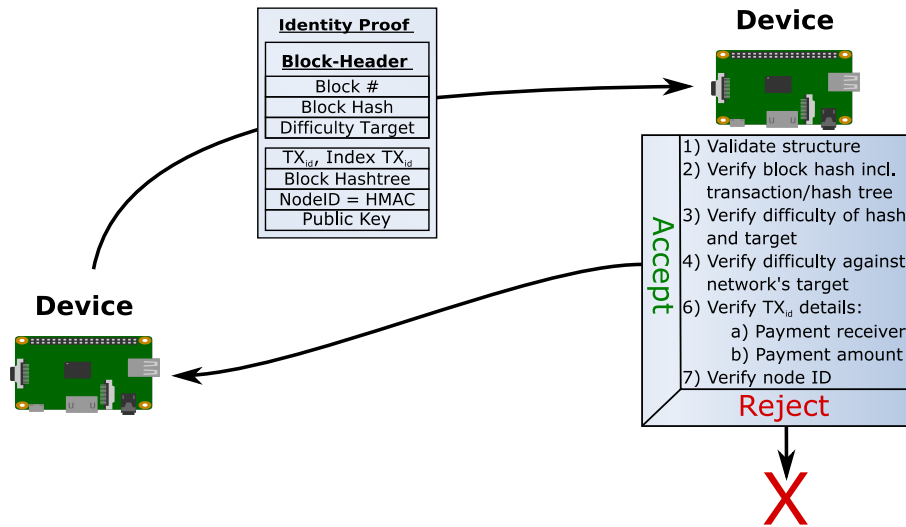 Identity Proof
Block-Header
Block #
Block Hash
Difficulty Target
TXid, Index TXid
Block Hashtree
NodeID = HMAC
Public Key
Device
1) Validate structure
2) Verify block hash incl.
transaction/hash tree
3) Verify difficulty of hash
and target
4) Verify difficulty against
network's target
6) Verify TXid details:
a) Payment receiver
b) Payment amount
7) Verify node ID
Accept
Reject
X
Device